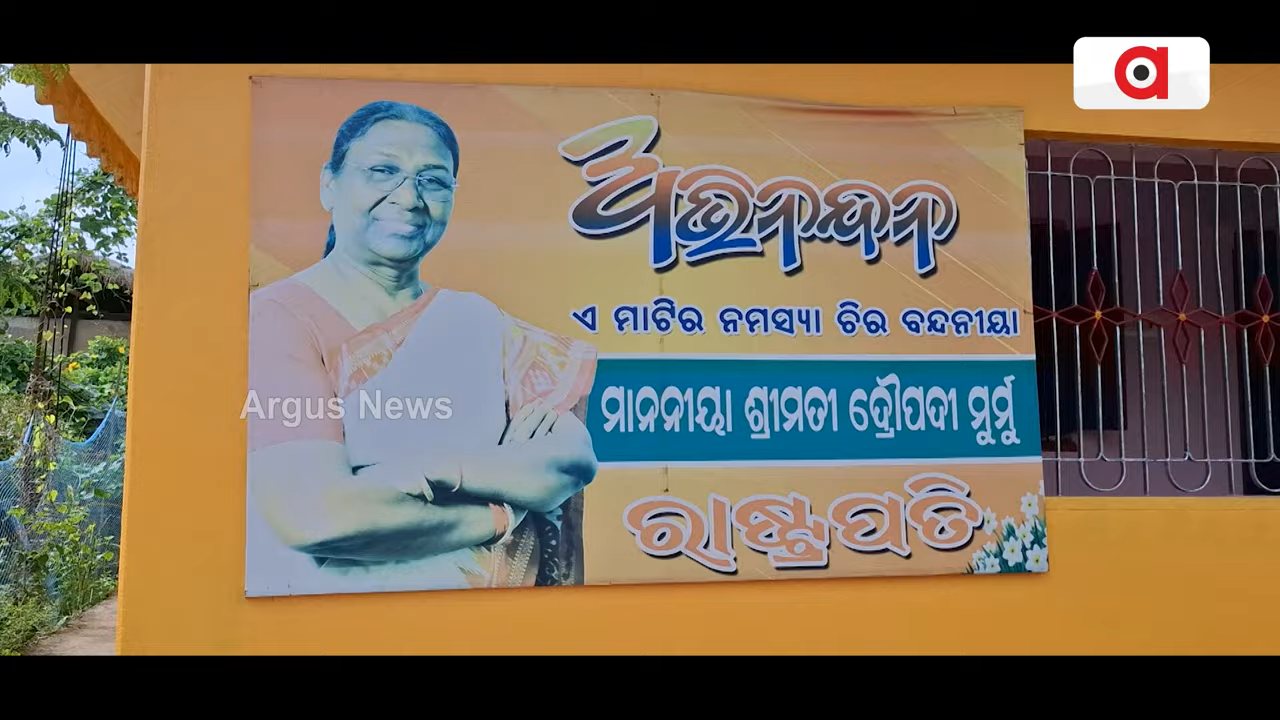 ଅଭିନନ୍ଦନ
ଏ ମାଟିର ନମସ୍ୟା ଚିର ବନ୍ଦନୀୟା
ମାନନୀୟା ଶ୍ରୀମତୀ ଦ୍ରୌପଦୀ ମୁର୍ମୁ
Argus News
ରାଷ୍ଟ୍ରପତି